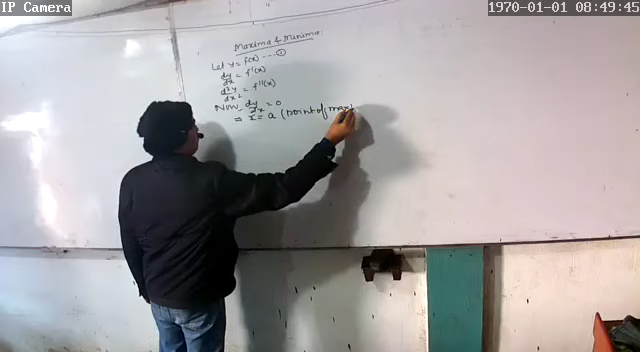 IP Camera
1970-01-01 08:49:45
Maxima & Minima:
Let y = f(x) ---- ①
dy/dx = f'(x)
d²y/dx² = f''(x)
Now, dy/dx = 0
⇒ x = a (point of max